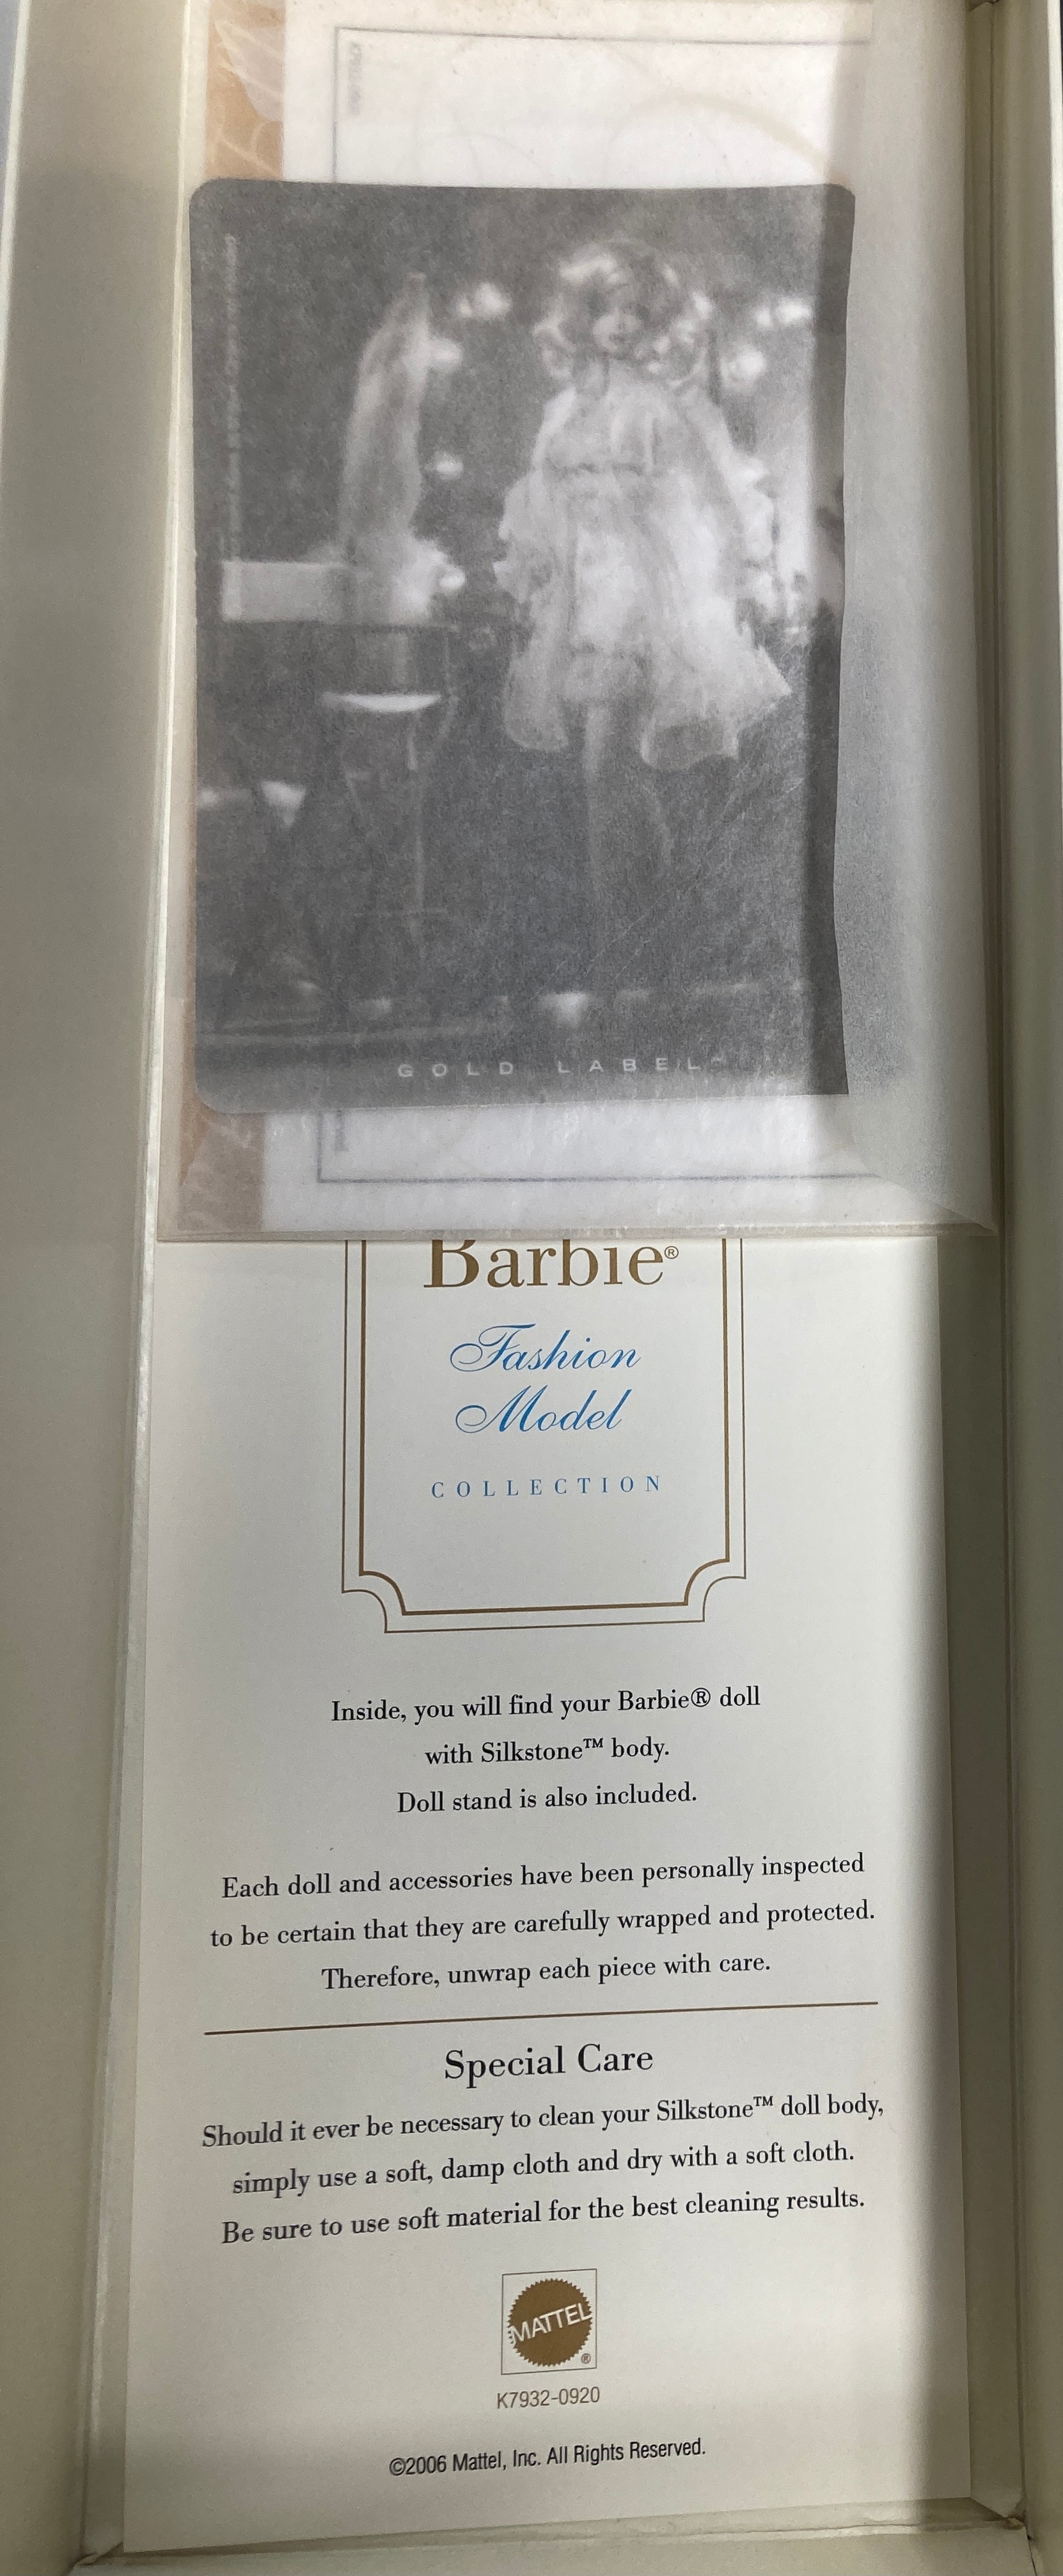 GOLD LABEL™
Barbie®
Fashion
Model
COLLECTION
Inside, you will find your Barbie® doll
with Silkstone™ body.
Doll stand is also included.
Each doll and accessories have been personally inspected
to be certain that they are carefully wrapped and protected.
Therefore, unwrap each piece with care.
Special Care
Should it ever be necessary to clean your Silkstone™ doll body,
simply use a soft, damp cloth and dry with a soft cloth.
Be sure to use soft material for the best cleaning results.
MATTEL
®
K7932-0920
©2006 Mattel, Inc. All Rights Reserved.